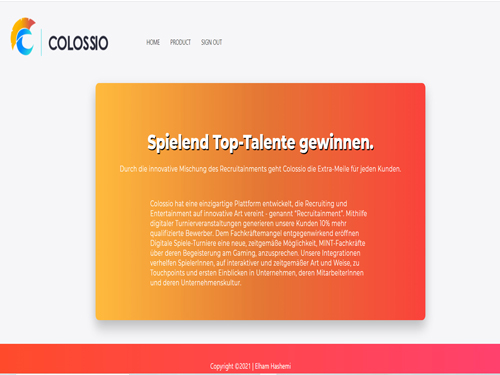 COLOSSIO
HOME PRODUCT SIGN OUT
Spielend Top-Talente gewinnen.
Durch die innovative Mischung des Recruitainments geht Colossio die Extra-Meile für jeden Kunden.
Colossio hat eine einzigartige Plattform entwickelt, die Recruiting und
Entertainment auf innovative Art vereint - genannt "Recruitainment". Mithilfe
digitaler Turnierveranstaltungen generieren unsere Kunden 10% mehr
qualifizierte Bewerber. Dem Fachkräftemangel entgegenwirkend eröffnen
Digitale Spiele-Turniere eine neue, zeitgemäße Möglichkeit, MINT-Fachkräfte
über deren Begeisterung am Gaming, anzusprechen. Unsere Integrationen
verhelfen SpielerInnen, auf interaktiver und zeitgemäßer Art und Weise, zu
Touchpoints und ersten Einblicken in Unternehmen, deren MitarbeiterInnen
und deren Unternehmenskultur.
Copyright ©2021 | Elham Hashemi